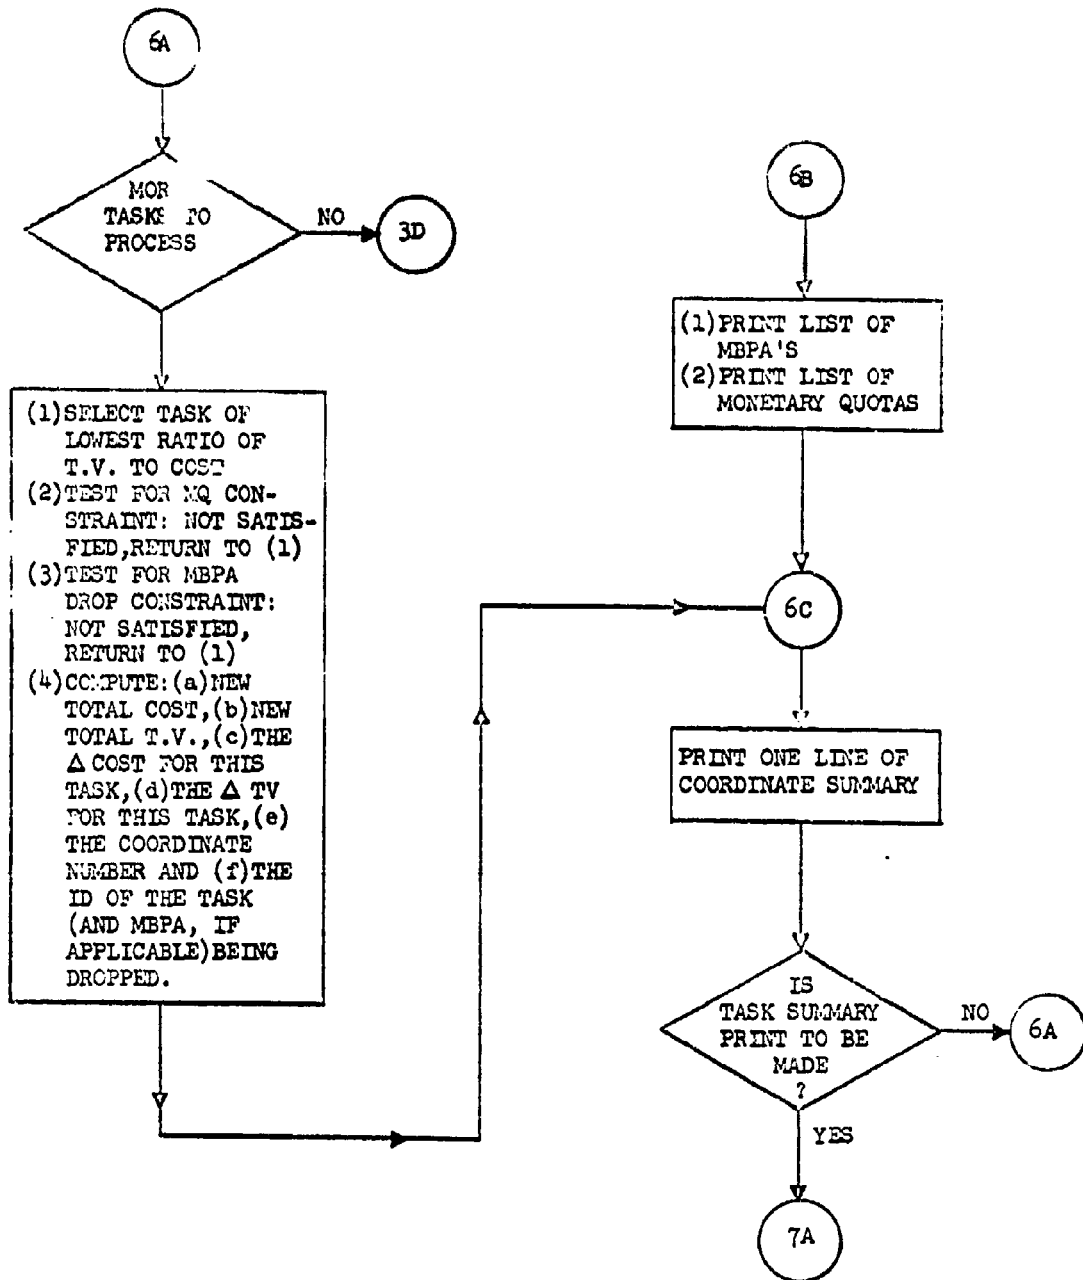 6A
MOR
TASKS TO
PROCESS
NO
3D
(1)SELECT TASK OF
LOWEST RATIO OF
T.V. TO COST
(2)TEST FOR MQ CON-
STRAINT: NOT SATIS-
FIED,RETURN TO (1)
(3)TEST FOR MBPA
DROP CONSTRAINT:
NOT SATISFIED,
RETURN TO (1)
(4)COMPUTE:(a)NEW
TOTAL COST,(b)NEW
TOTAL T.V.,(c)THE
Δ COST FOR THIS
TASK,(d)THE Δ TV
FOR THIS TASK,(e)
THE COORDINATE
NUMBER AND (f)THE
ID OF THE TASK
(AND MBPA, IF
APPLICABLE)BEING
DROPPED.
6B
(1)PRINT LIST OF
MBPA'S
(2)PRINT LIST OF
MONETARY QUOTAS
6C
PRINT ONE LINE OF
COORDINATE SUMMARY
IS
TASK SUMMARY
PRINT TO BE
MADE
?
NO
6A
YES
7A